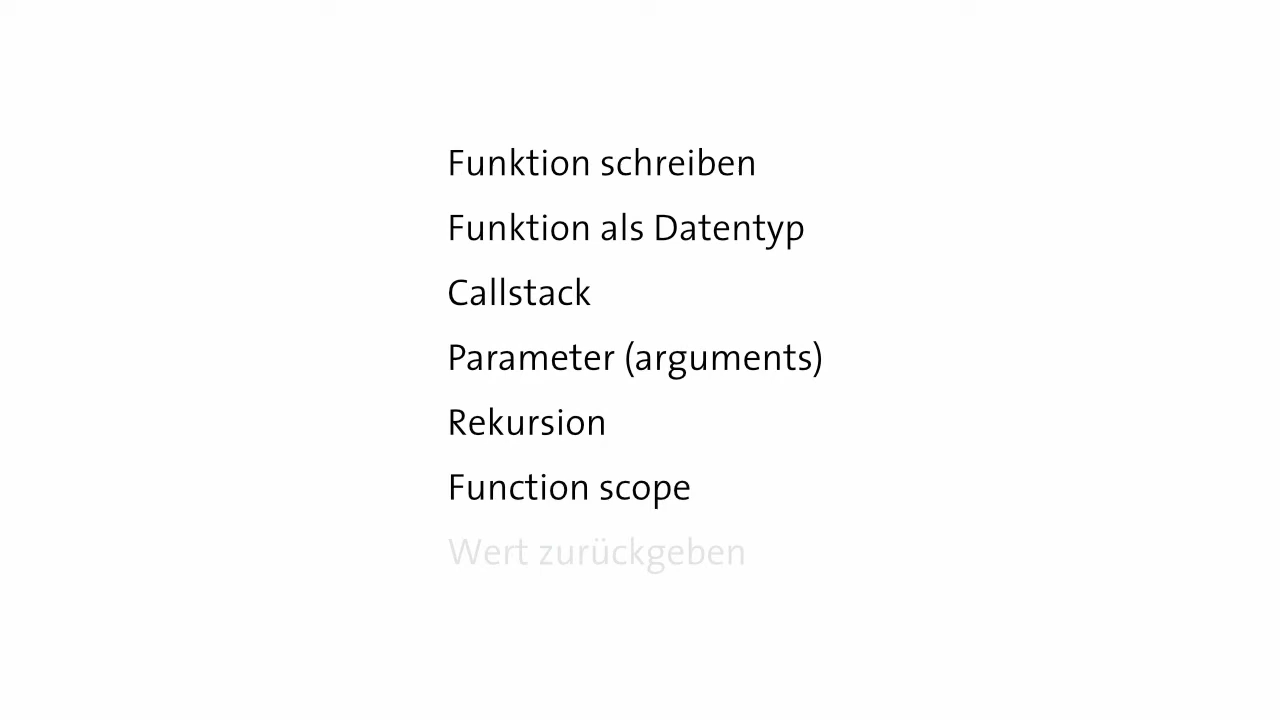 Funktion schreiben
Funktion als Datentyp
Callstack
Parameter (arguments)
Rekursion
Function scope
Wert zurückgeben